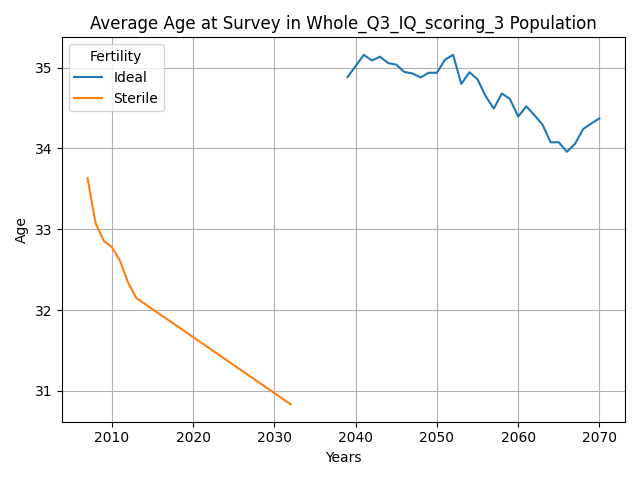 Average Age at Survey in Whole_Q3_IQ_scoring_3 Population
Fertility
Ideal
Sterile
35
34
33
32
31
Age
2010 2020 2030 2040 2050 2060 2070
Years